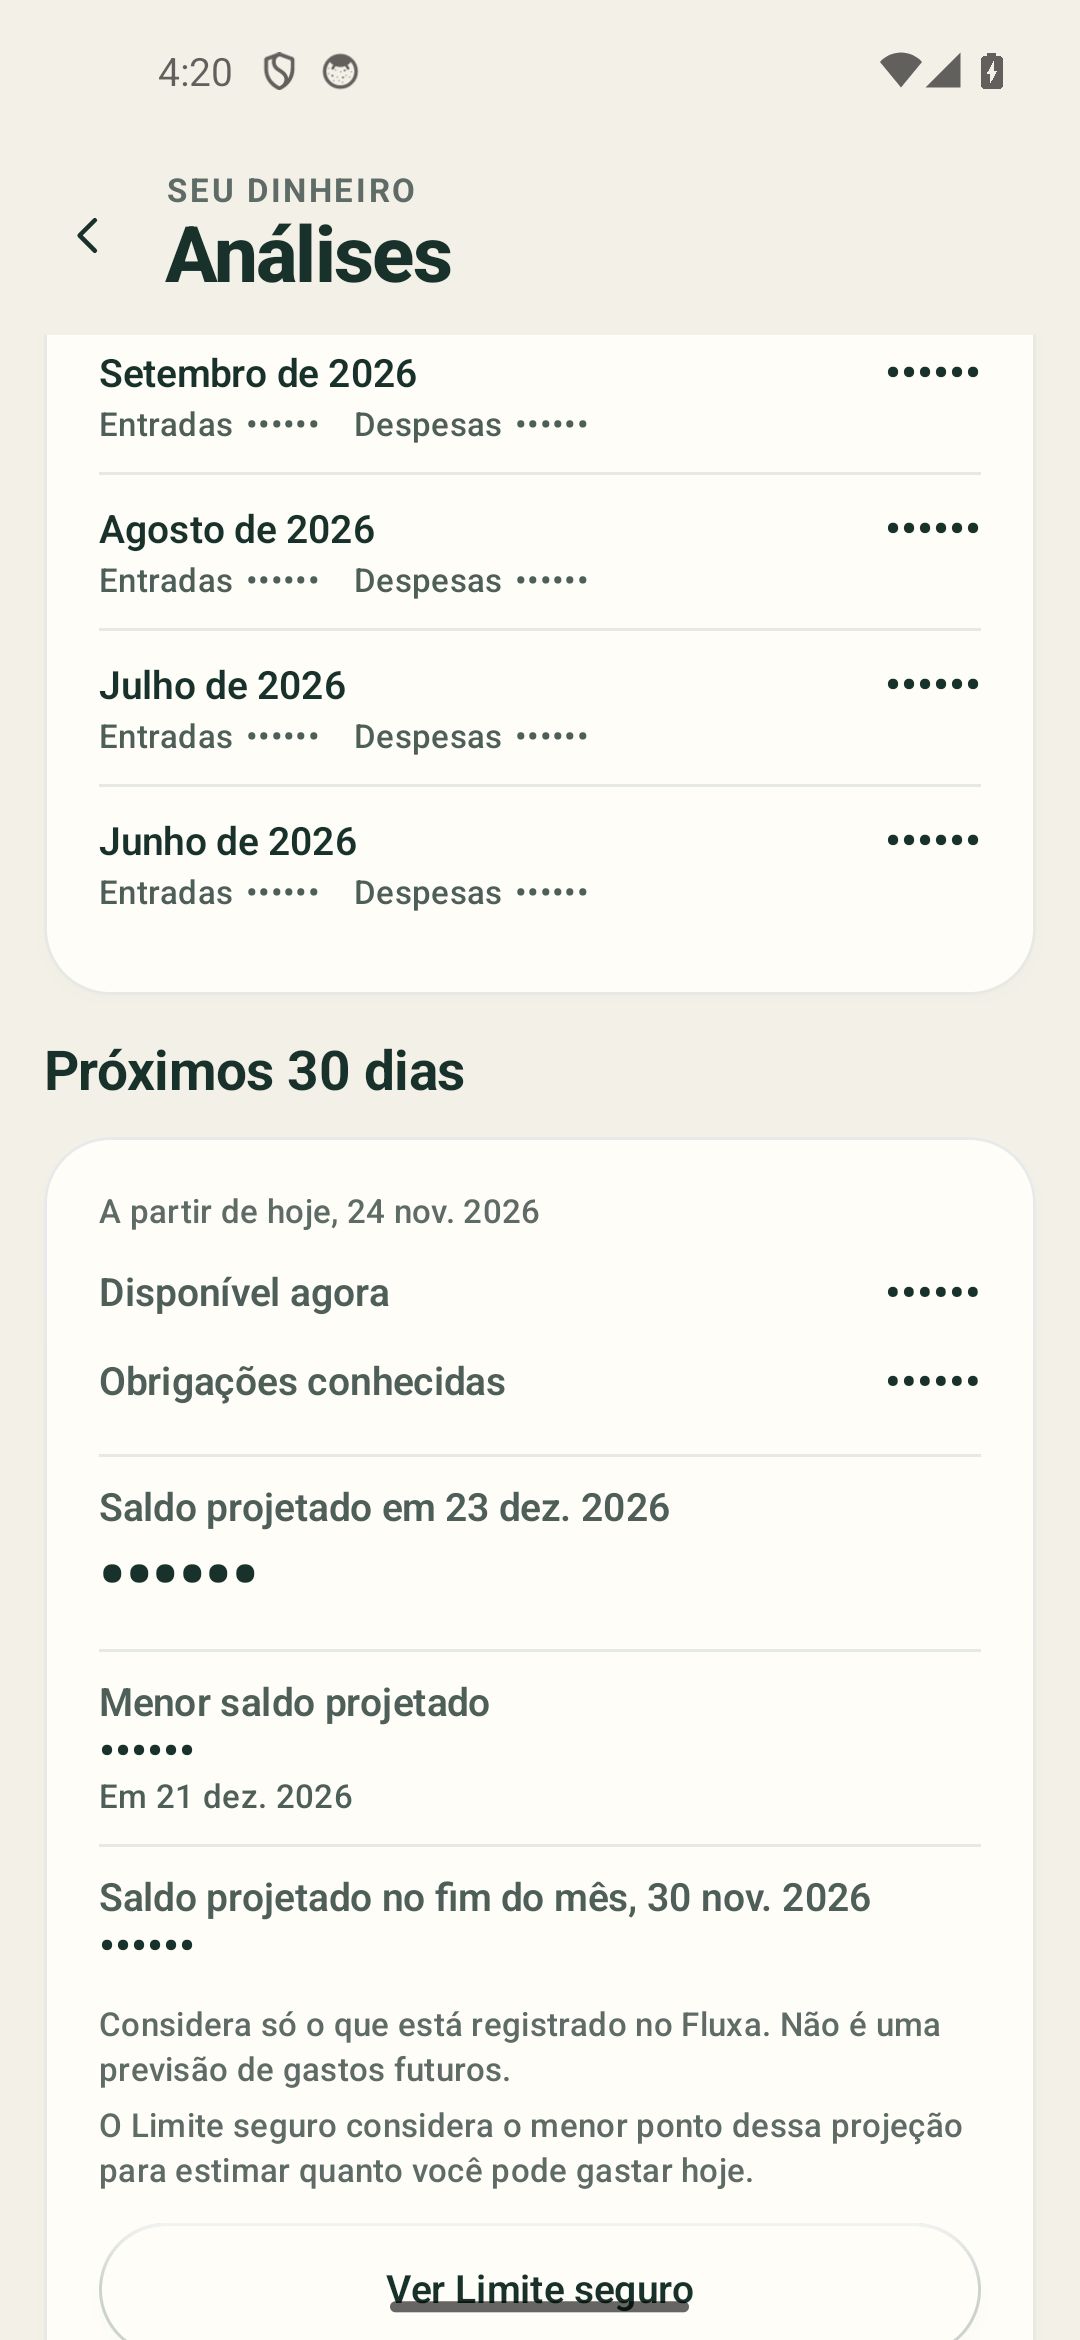 4:20
SEU DINHEIRO
Análises
Setembro de 2026 ••••••
Entradas •••••• Despesas ••••••
Agosto de 2026 ••••••
Entradas •••••• Despesas ••••••
Julho de 2026 ••••••
Entradas •••••• Despesas ••••••
Junho de 2026 ••••••
Entradas •••••• Despesas ••••••
Próximos 30 dias
A partir de hoje, 24 nov. 2026
Disponível agora ••••••
Obrigações conhecidas ••••••
Saldo projetado em 23 dez. 2026
••••••
Menor saldo projetado
••••••
Em 21 dez. 2026
Saldo projetado no fim do mês, 30 nov. 2026
••••••
Considera só o que está registrado no Fluxa. Não é uma
previsão de gastos futuros.
O Limite seguro considera o menor ponto dessa projeção
para estimar quanto você pode gastar hoje.
Ver Limite seguro